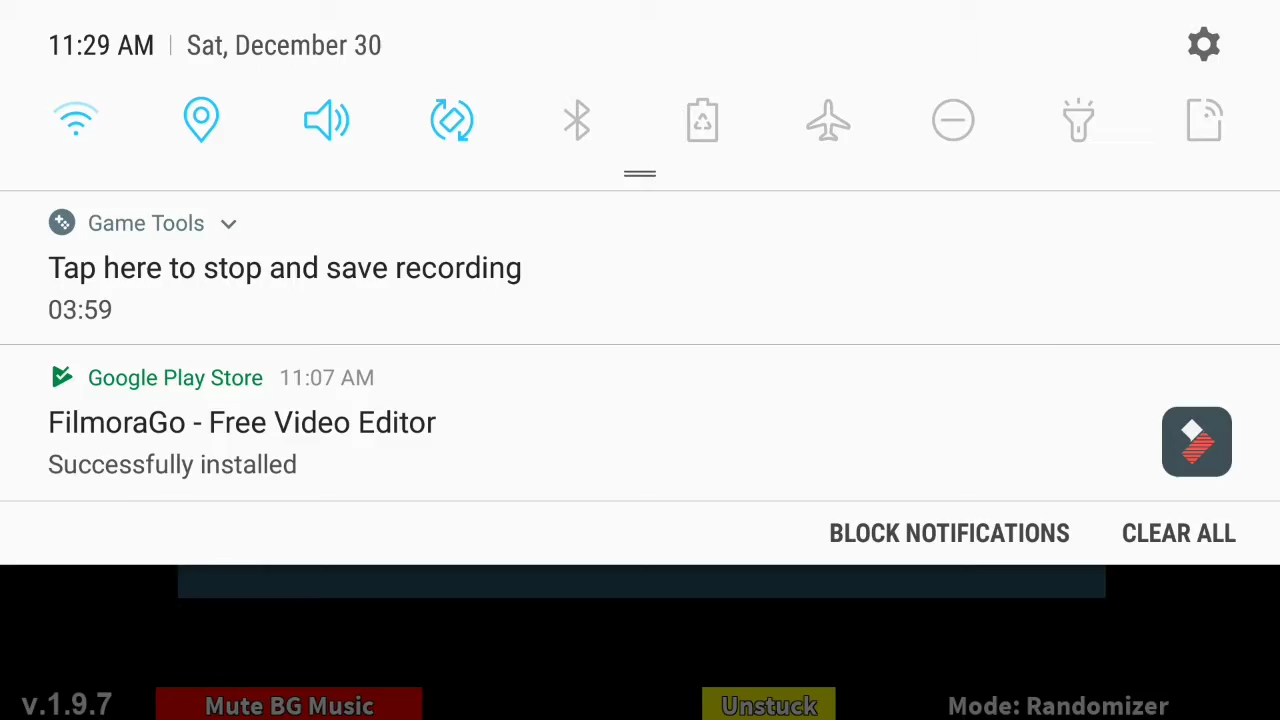 11:29 AM | Sat, December 30
Game Tools
Tap here to stop and save recording
03:59
Google Play Store 11:07 AM
FilmoraGo - Free Video Editor
Successfully installed
BLOCK NOTIFICATIONS CLEAR ALL
v.1.9.7 Mute BG Music Unstuck Mode: Randomizer